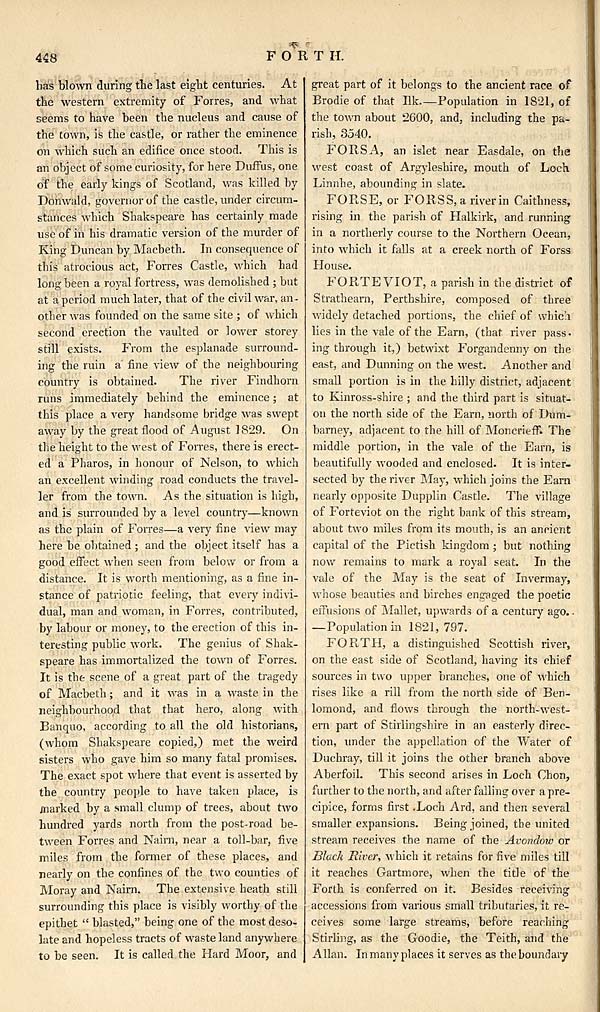 448
FORTH.
has blown during the last eight centuries. At
the western extremity of Forres, and what
seems to have been the nucleus and cause of
the town, is the castle, or rather the eminence
on which such an edifice once stood. This is
an object of some curiosity, for here Duffus, one
of the early kings of Scotland, was killed by
Donwald, governor of the castle, under circum-
stances which Shakspeare has certainly made
use of in his dramatic version of the murder of
King Duncan by Macbeth. In consequence of
this atrocious act, Forres Castle, which had
long been a royal fortress, was demolished ; but
at a period much later, that of the civil war, an-
other was founded on the same site ; of which
second erection the vaulted or lower storey
still exists. From the esplanade surround-
ing the ruin a fine view of the neighbouring
country is obtained. The river Findhorn
runs immediately behind the eminence ; at
this place a very handsome bridge was swept
away by the great flood of August 1829. On
the height to the west of Forres, there is erect-
ed a Pharos, in honour of Nelson, to which
an excellent winding road conducts the travel-
ler from the town. As the situation is high,
and is surrounded by a level country—known
as the plain of Forres—a very fine view may
here be obtained ; and the object itself has a
good effect when seen from below or from a
distance. It is worth mentioning, as a fine in-
stance of patriotic feeling, that every indivi-
dual, man and woman, in Forres, contributed,
by labour or money, to the erection of this in-
teresting public work. The genius of Shak-
speare has immortalized the town of Forres.
It is the scene of a great part of the tragedy
of Macbeth ; and it was in a waste in the
neighbourhood that that hero, along with
Banquo, according to all the old historians,
(whom Shakspeare copied,) met the weird
sisters who gave him so many fatal promises.
The exact spot where that event is asserted by
the country people to have taken place, is
marked by a small clump of trees, about two
hundred yards north from the post-road be-
tween Forres and Nairn, near a toll-bar, five
miles from the former of these places, and
nearly on the confines of the two counties of
Moray and Nairn. The extensive heath still
surrounding this place is visibly worthy of the
epithet “ blasted,” being one of the most deso-
late and hopeless tracts of waste land anywhere
to be seen. It is called the Hard Moor, and
great part of it belongs to the ancient race of
Brodie of that Ilk.—Population in 1821, of
the town about 2600, and, including the pa-
rish, 3540.
FORSA, an islet near Easdale, on the
west coast of Argyleshire, mouth of Loch
Linnhe, abounding in slate.
FORSE, or FORSS, a river in Caithness,
rising in the parish of Halkirk, and running
in a northerly course to the Northern Ocean,
into which it falls at a creek north of Forss
House.
FORTEVIOT, a parish in the district of
Strathearn, Perthshire, composed of three
widely detached portions, the chief of which
lies in the vale of the Earn, (that river pass-
ing through it,) betwixt Forgandenny on the
east, and Dunning on the west. Another and
small portion is in the hilly district, adjacent
to Kinross-shire ; and the third part is situat-
on the north side of the Earn, north of Dum-
barney, adjacent to the hill of Moncrieff. The
middle portion, in the vale of the Earn, is
beautifully wooded and enclosed. It is inter-
sected by the river May, which joins the Earn
nearly opposite Dupplin Castle. The village
of Forteviot on the right bank of this stream,
about two miles from its mouth, is an ancient
capital of the Pictish kingdom ; but nothing
now remains to mark a royal seat. In the
vale of the May is the seat of Invermay,
whose beauties and birches engaged the poetic
effusions of Mallet, upwards of a century ago.
—Population in 1821, 797.
FORTH, a distinguished Scottish river,
on the east side of Scotland, having its chief
sources in two upper branches, one of which
rises like a rill from the north side of Ben-
lomond, and flows through the north-west-
ern part of Stirlingshire in an easterly direc-
tion, under the appellation of the Water of
Duchray, till it joins the other branch above
Aberfoil. This second arises in Loch Chon,
further to the north, and after falling over a pre-
cipice, forms first Loch Ard, and then several
smaller expansions. Being joined, the united
stream receives the name of the Avondow or
Black River, which it retains for five miles till
it reaches Gartmore, when the title of the
Forth is conferred on it. Besides receiving
accessions from various small tributaries, it re-
ceives some large streams, before reaching
Stirling, as the Goodie, the Teith, and the
Allan. In many places it serves as the boundary